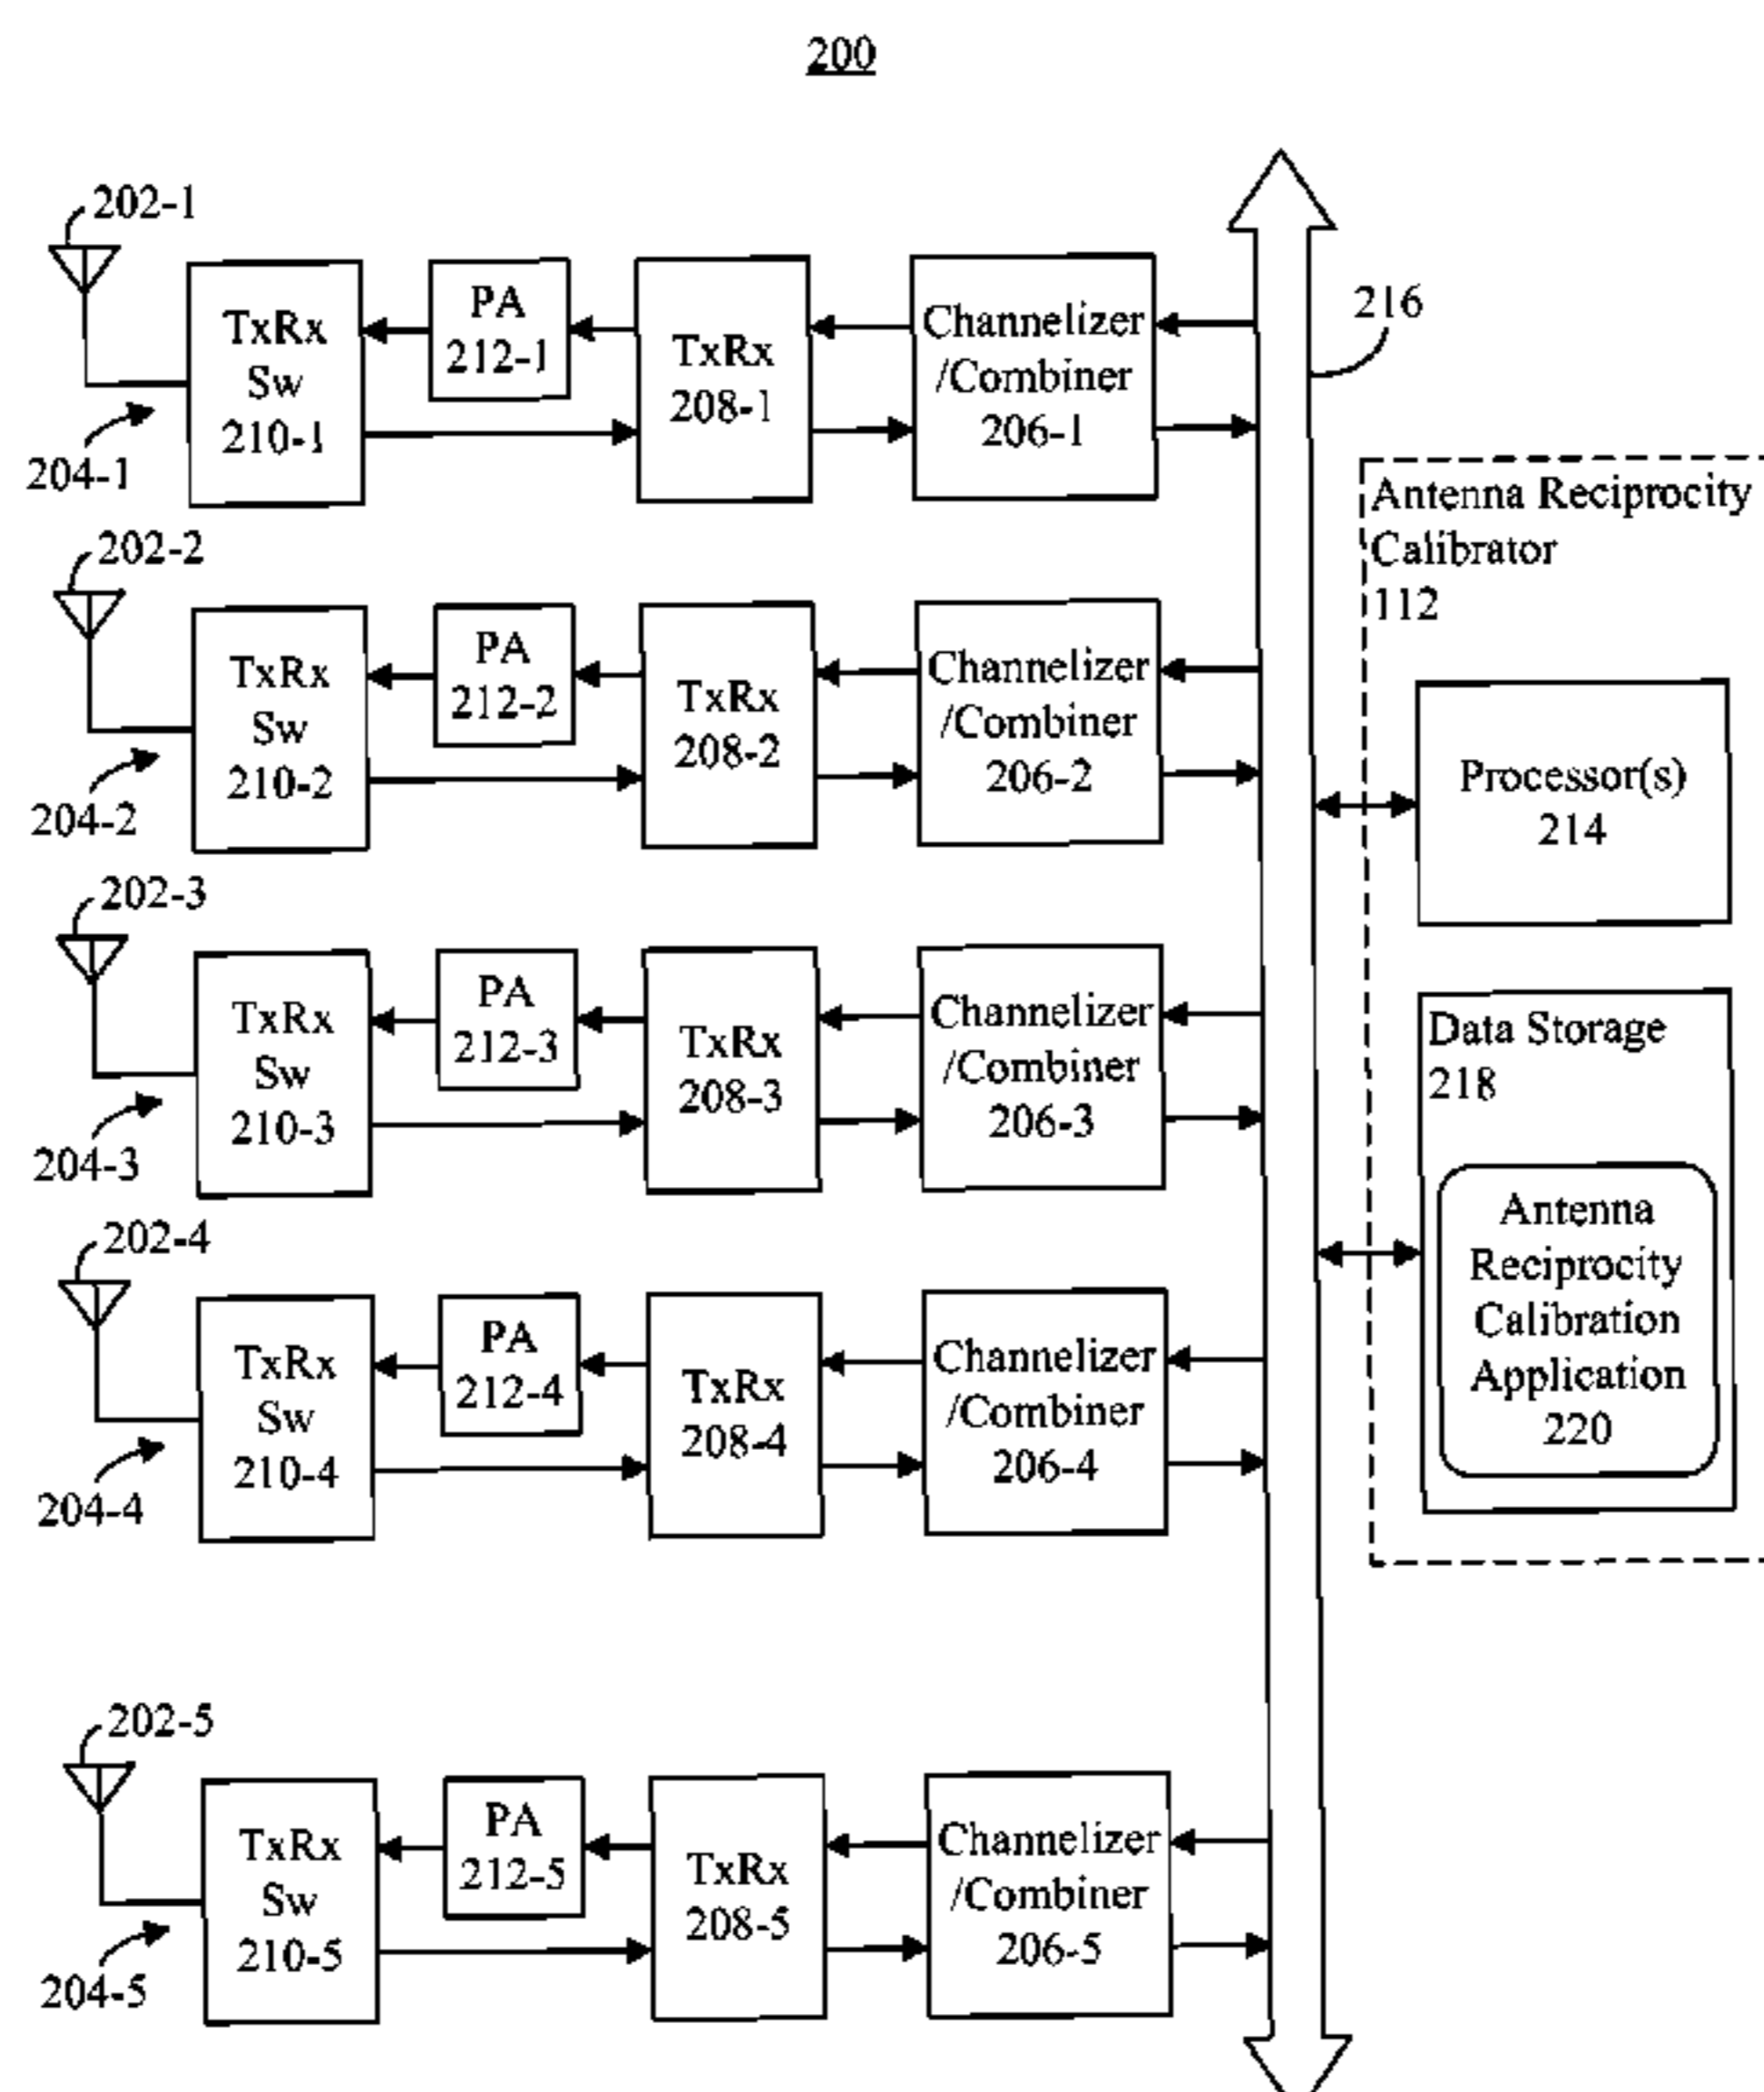 200
202-1
TxRx
Sw
210-1
PA
212-1
TxRx
208-1
Channelizer
/Combiner
206-1
204-1
216
Antenna Reciprocity
Calibrator
112
202-2
TxRx
Sw
210-2
PA
212-2
TxRx
208-2
Channelizer
/Combiner
206-2
204-2
Processor(s)
214
202-3
TxRx
Sw
210-3
PA
212-3
TxRx
208-3
Channelizer
/Combiner
206-3
204-3
Data Storage
218
Antenna
Reciprocity
Calibration
Application
220
202-4
TxRx
Sw
210-4
PA
212-4
TxRx
208-4
Channelizer
/Combiner
206-4
204-4
202-5
TxRx
Sw
210-5
PA
212-5
TxRx
208-5
Channelizer
/Combiner
206-5
204-5